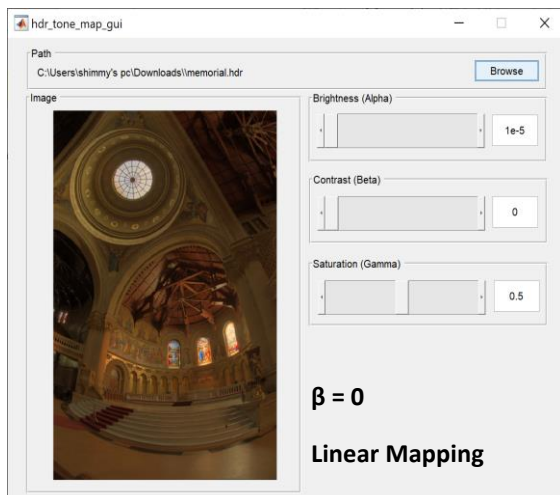 hdr_tone_map_gui
Path
C:\Users\shimmy's pc\Downloads\\memorial.hdr
Browse
Image
Brightness (Alpha)
1e-5
Contrast (Beta)
0
Saturation (Gamma)
0.5
β = 0
Linear Mapping